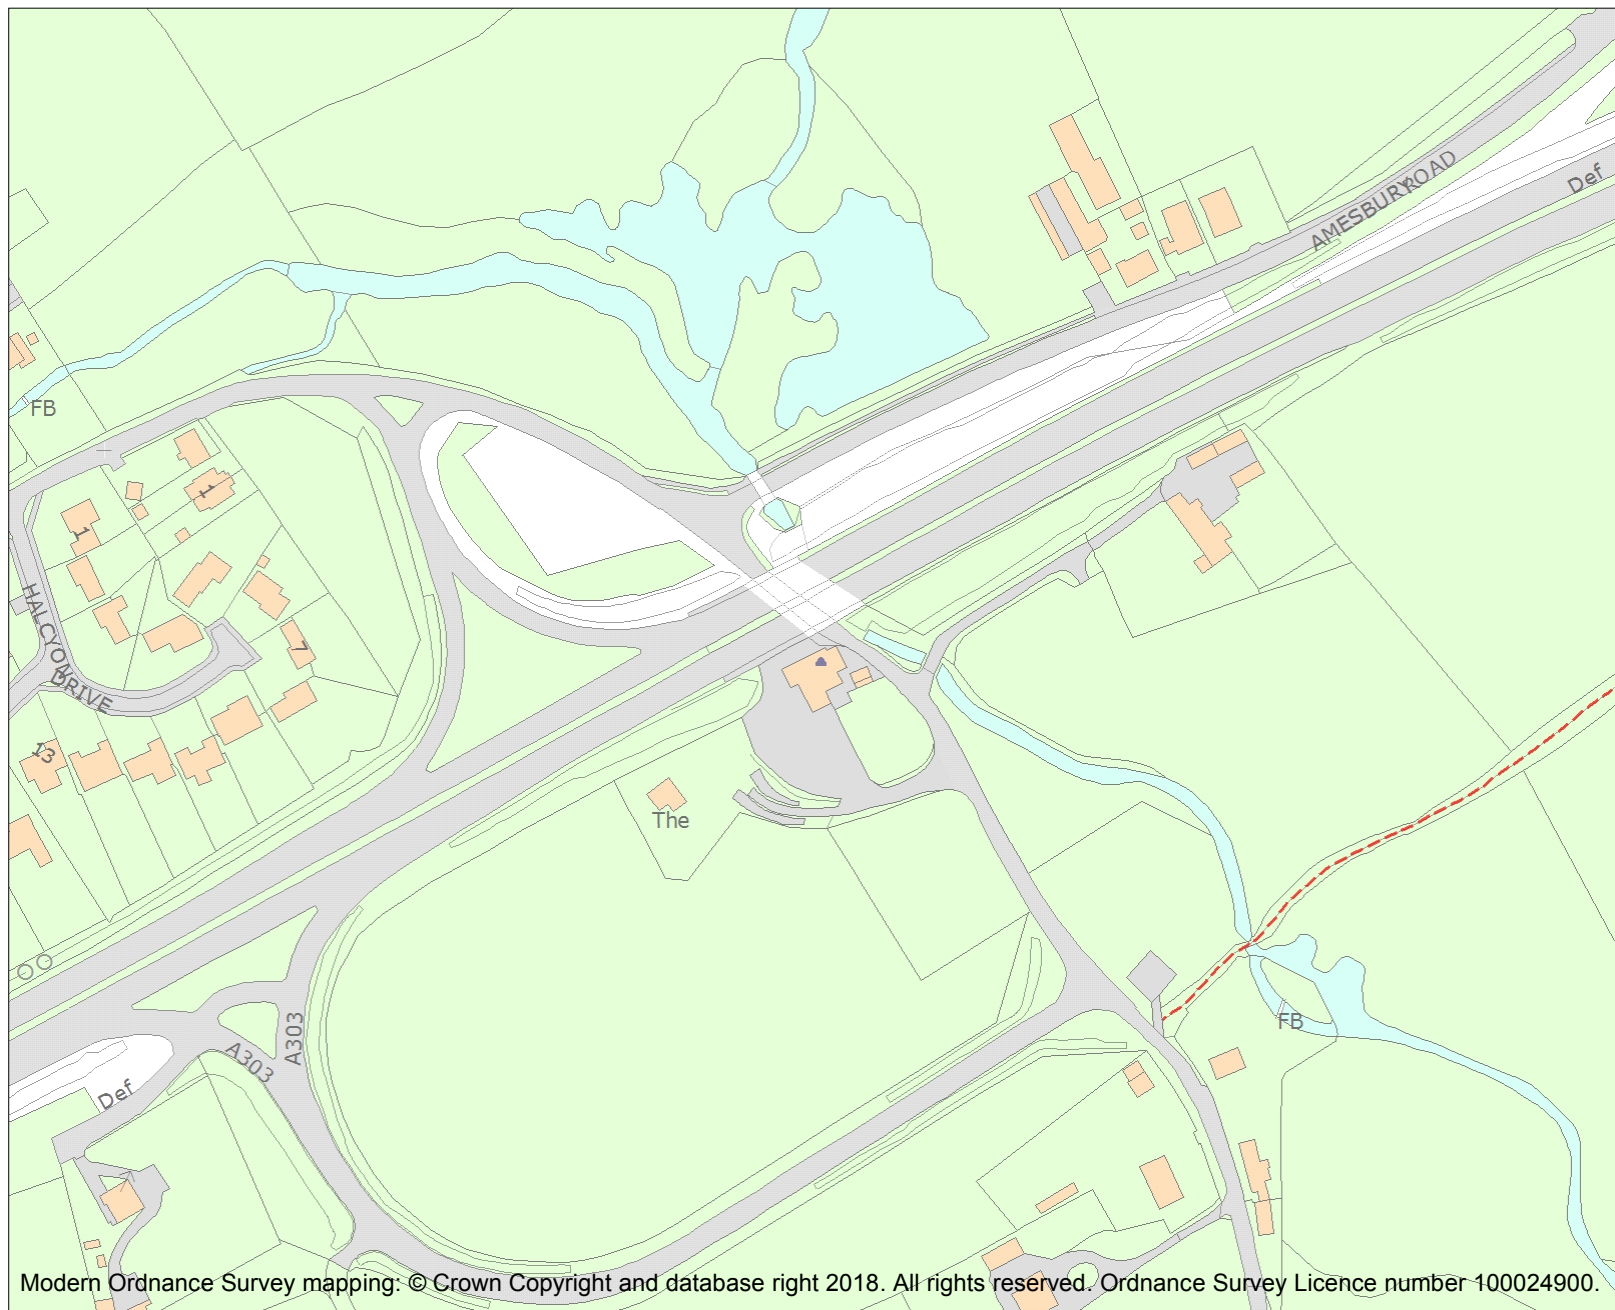 AMESBURY ROAD
Def
FB
1
1
HALCYON
DRIVE
7
13
The
A303
A303
FB
Def
Modern Ordnance Survey mapping: © Crown Copyright and database right 2018. All rights reserved. Ordnance Survey Licence number 100024900.